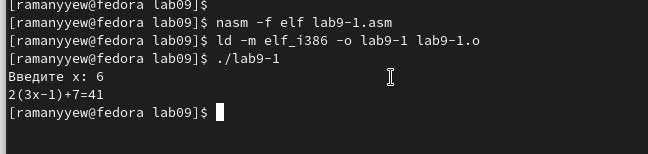 [ramanyyew@fedora lab09]$
[ramanyyew@fedora lab09]$ nasm -f elf lab9-1.asm
[ramanyyew@fedora lab09]$ ld -m elf_i386 -o lab9-1 lab9-1.o
[ramanyyew@fedora lab09]$ ./lab9-1
Введите x: 6
2(3x-1)+7=41
[ramanyyew@fedora lab09]$